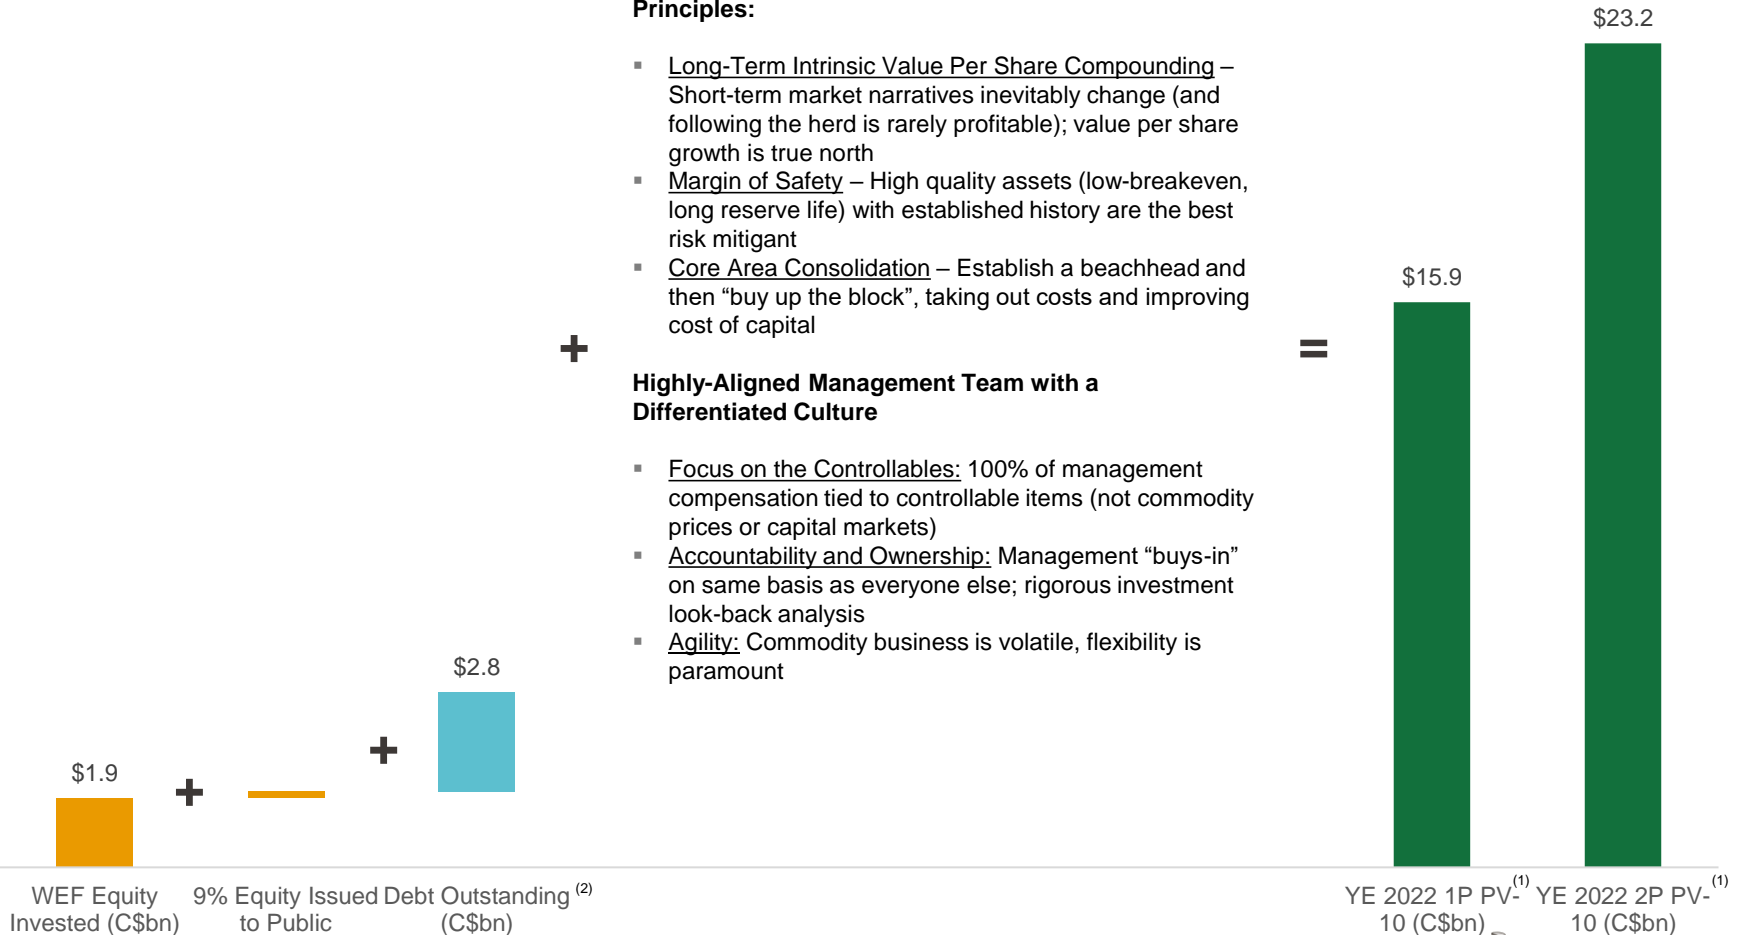 Principles:
▪ Long-Term Intrinsic Value Per Share Compounding –
Short-term market narratives inevitably change (and
following the herd is rarely profitable); value per share
growth is true north
▪ Margin of Safety – High quality assets (low-breakeven,
long reserve life) with established history are the best
risk mitigant
▪ Core Area Consolidation – Establish a beachhead and
then “buy up the block”, taking out costs and improving
cost of capital
Highly-Aligned Management Team with a
Differentiated Culture
▪ Focus on the Controllables: 100% of management
compensation tied to controllable items (not commodity
prices or capital markets)
▪ Accountability and Ownership: Management “buys-in”
on same basis as everyone else; rigorous investment
look-back analysis
▪ Agility: Commodity business is volatile, flexibility is
paramount
$1.9
+
+
$2.8
+
=
$15.9
$23.2
WEF Equity
Invested (C$bn)
9% Equity Issued
to Public
Debt Outstanding (2)
(C$bn)
YE 2022 1P PV-(1)
10 (C$bn)
YE 2022 2P PV-(1)
10 (C$bn)